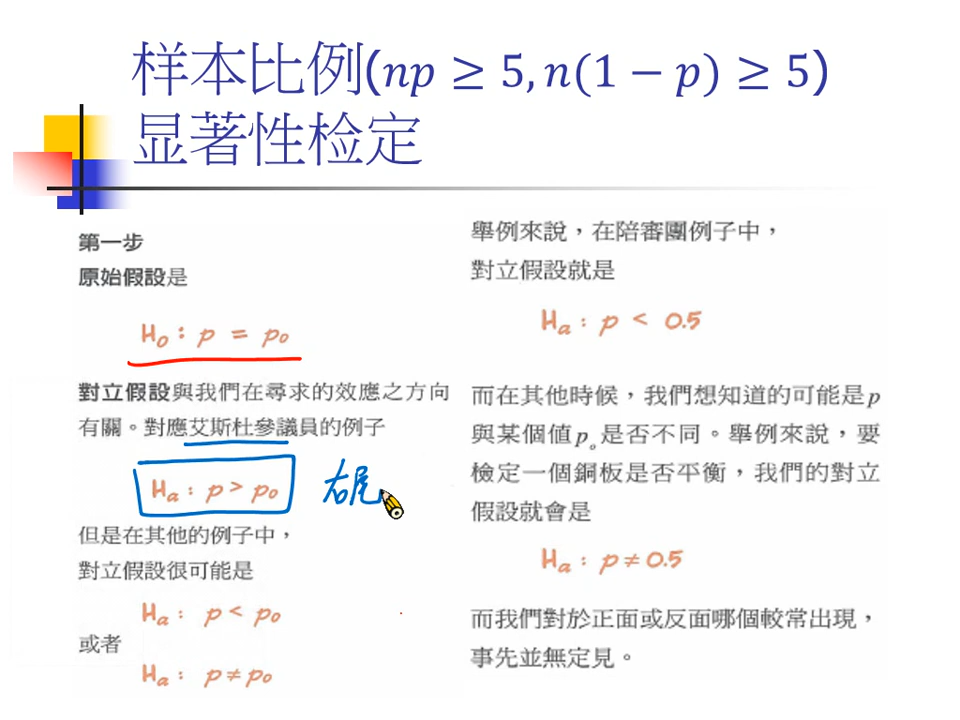 样本比例(np ≥ 5, n(1 − p) ≥ 5)
显著性检定
第一步
原始假設是
H₀ : p = p₀
對立假設與我們在尋求的效應之方向
有關。對應艾斯杜參議員的例子
Hₐ : p > p₀
右尾
但是在其他的例子中，
對立假設很可能是
Hₐ : p < p₀
或者
Hₐ : p ≠ p₀
舉例來說，在陪審團例子中，
對立假設就是
Hₐ : p < 0.5
而在其他時候，我們想知道的可能是p
與某個值pₒ是否不同。舉例來說，要
檢定一個銅板是否平衡，我們的對立
假設就會是
Hₐ : p ≠ 0.5
而我們對於正面或反面哪個較常出現，
事先並無定見。